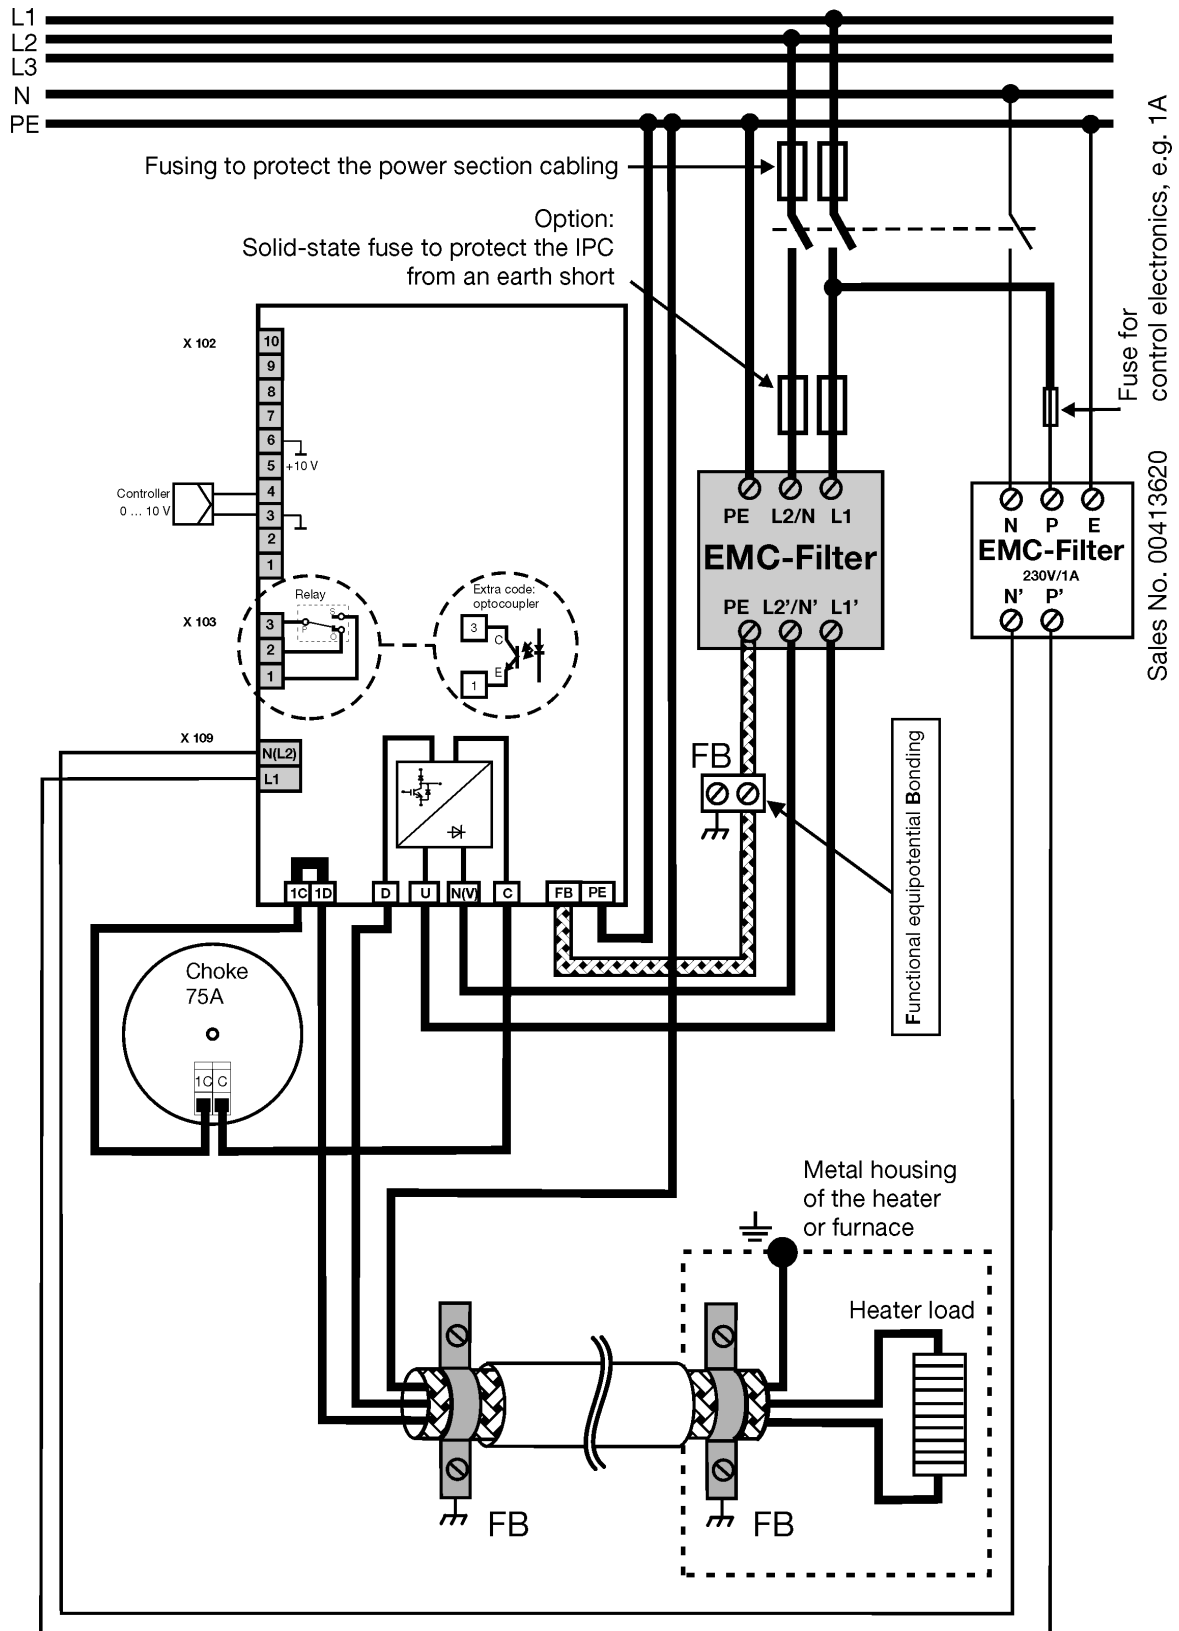 L1
L2
L3
N
PE
Fusing to protect the power section cabling
Option:
Solid-state fuse to protect the IPC
from an earth short
Fuse for
control electronics, e.g. 1A
Sales No. 00413620
X 102
10
9
8
7
6
5
+10 V
4
3
2
1
Controller
0 ... 10 V
X 103
3
2
1
Relay
S
P
O
Extra code:
optocoupler
3
C
E
1
X 109
N(L2)
L1
PE L2/N L1
EMC-Filter
PE L2'/N' L1'
N P E
EMC-Filter
230V/1A
N' P'
FB
Functional equipotential Bonding
1C 1D D U N(V) C FB PE
Choke
75A
1C C
Metal housing
of the heater
or furnace
Heater load
FB
FB